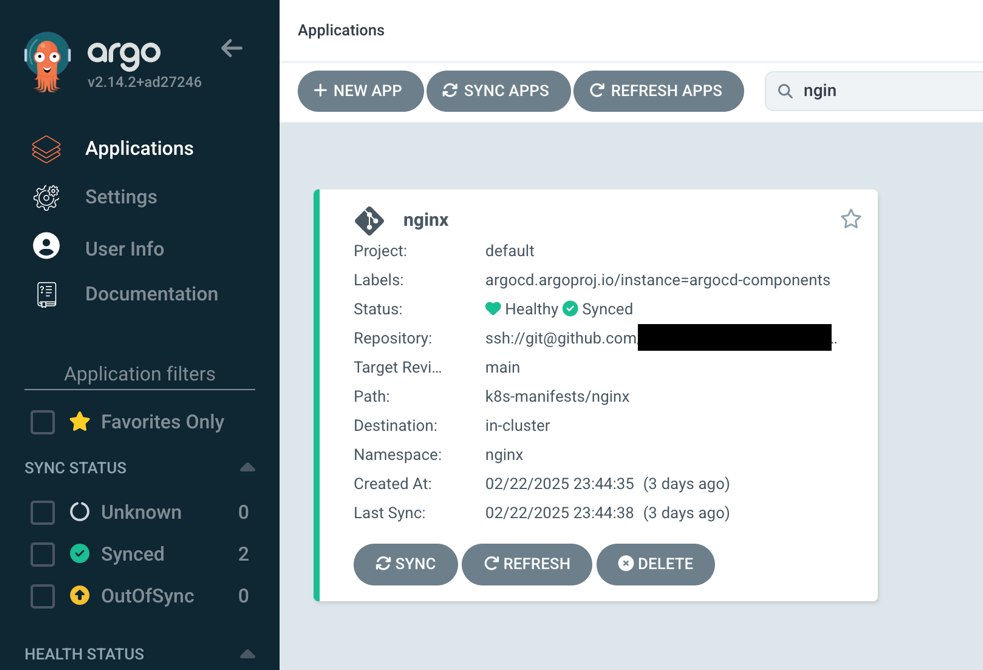 argo
v2.14.2+ad27246
Applications
Settings
User Info
Documentation
Application filters
Favorites Only
SYNC STATUS
Unknown 0
Synced 2
OutOfSync 0
HEALTH STATUS
Applications
+ NEW APP SYNC APPS REFRESH APPS ngin
nginx
Project: default
Labels: argocd.argoproj.io/instance=argocd-components
Status: Healthy Synced
Repository: ssh://git@github.com/ ..
Target Revi… main
Path: k8s-manifests/nginx
Destination: in-cluster
Namespace: nginx
Created At: 02/22/2025 23:44:35 (3 days ago)
Last Sync: 02/22/2025 23:44:38 (3 days ago)
SYNC REFRESH DELETE